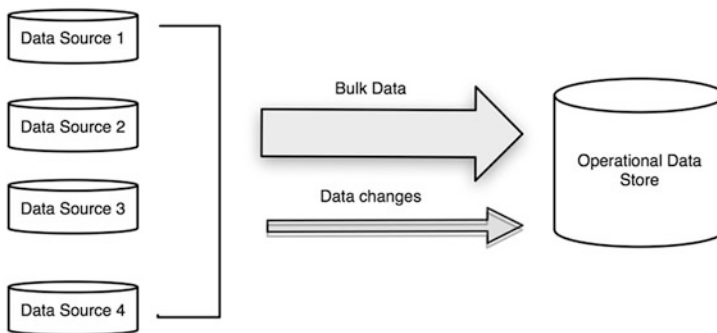 Data Source 1
Data Source 2
Data Source 3
Data Source 4
Bulk Data
Data changes
Operational Data
Store